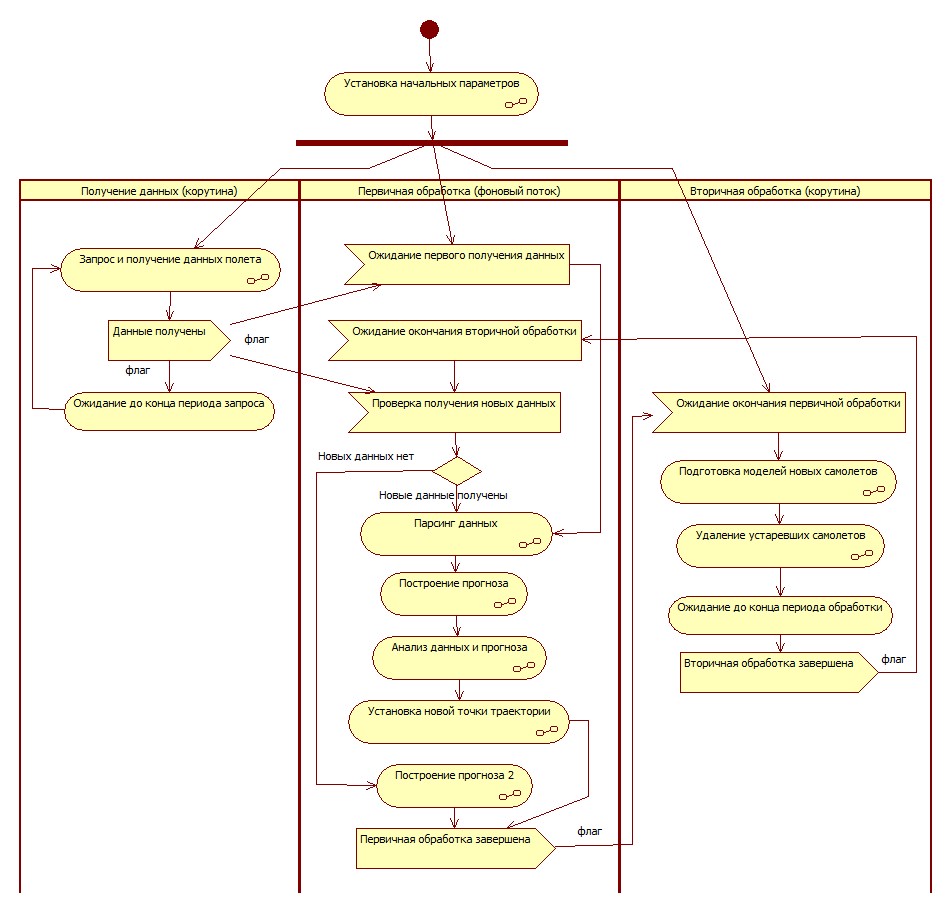 Установка начальных параметров
Получение данных (корутина)
Первичная обработка (фоновый поток)
Вторичная обработка (корутина)
Запрос и получение данных полета
Данные получены
флаг
флаг
Ожидание до конца периода запроса
Ожидание первого получения данных
Ожидание окончания вторичной обработки
Проверка получения новых данных
Новых данных нет
Новые данные получены
Парсинг данных
Построение прогноза
Анализ данных и прогноза
Установка новой точки траектории
Построение прогноза 2
Первичная обработка завершена
флаг
Ожидание окончания первичной обработки
Подготовка моделей новых самолетов
Удаление устаревших самолетов
Ожидание до конца периода обработки
Вторичная обработка завершена
флаг